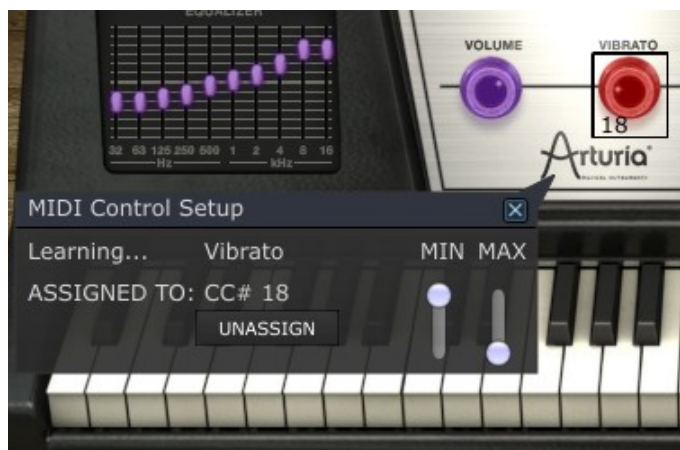 EQUALIZER
VOLUME
VIBRATO
18
32 63 125 250 500 1 2 4 8 16
Hz kHz
Arturia
MUSICAL INSTRUMENTS
MIDI Control Setup
Learning... Vibrato MIN MAX
ASSIGNED TO: CC# 18
UNASSIGN